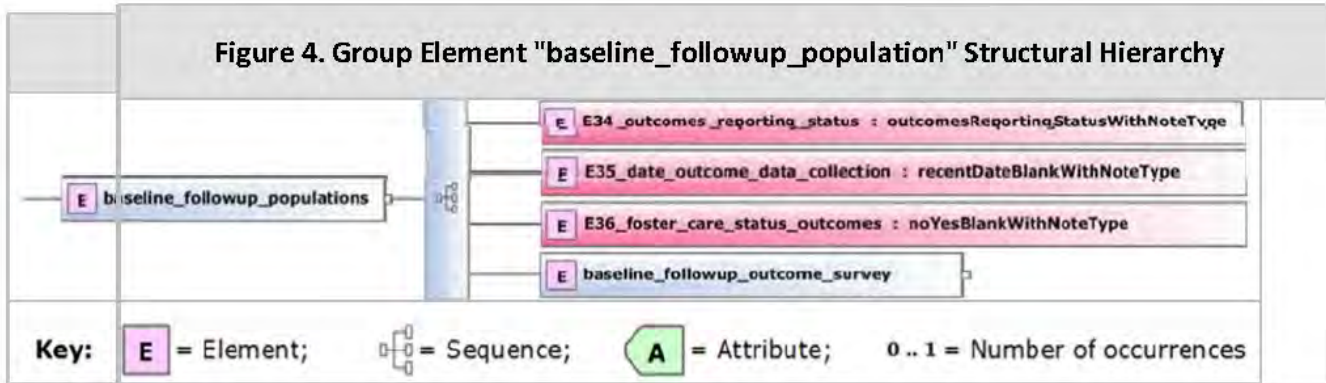 Figure 4. Group Element "baseline_followup_population" Structural Hierarchy
E E34_outcomes_reporting_status : outcomesReportingStatusWithNoteType
E E35_date_outcome_data_collection : recentDateBlankWithNoteType
E baseline_followup_populations
E E36_foster_care_status_outcomes : noYesBlankWithNoteType
E baseline_followup_outcome_survey
Key: E = Element; = Sequence; A = Attribute; 0 .. 1 = Number of occurrences